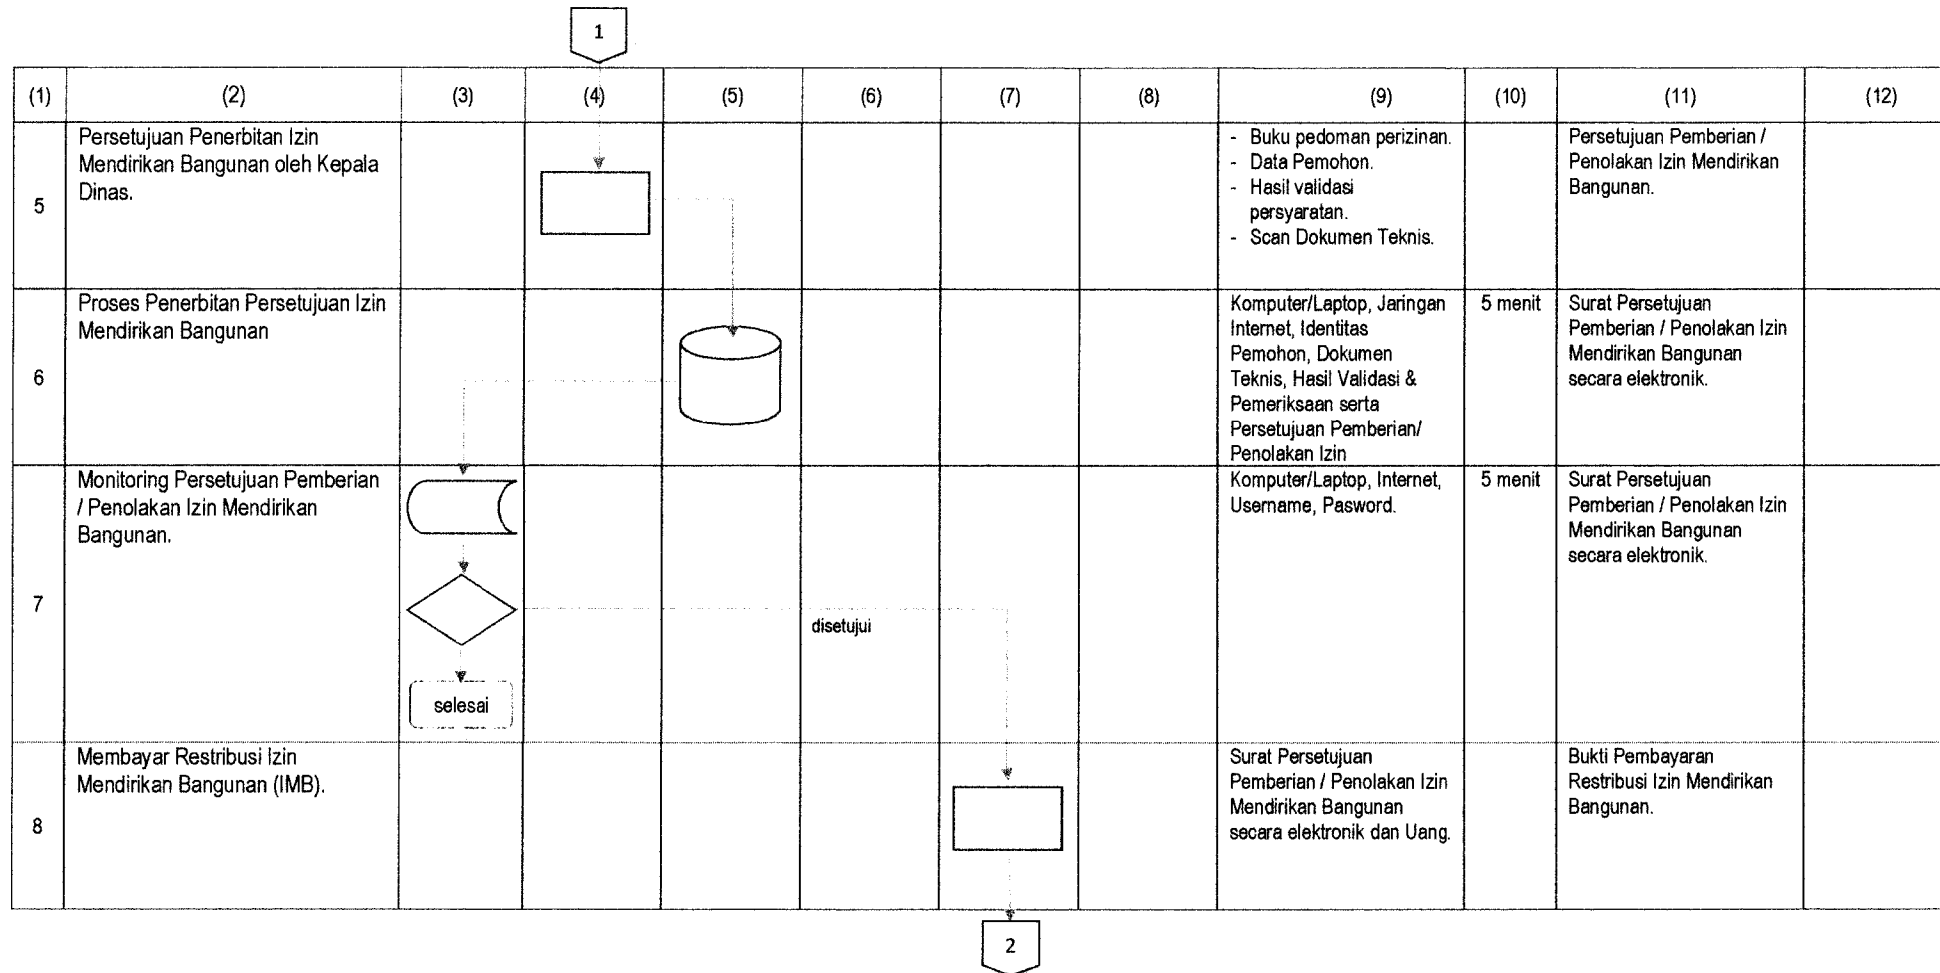 1
(1) (2) (3) (4) (5) (6) (7) (8) (9) (10) (11) (12)
5
Persetujuan Penerbitan Izin
Mendirikan Bangunan oleh Kepala
Dinas.
- Buku pedoman perizinan.
- Data Pemohon.
- Hasil validasi
persyaratan.
- Scan Dokumen Teknis.
Persetujuan Pemberian /
Penolakan Izin Mendirikan
Bangunan.
6
Proses Penerbitan Persetujuan Izin
Mendirikan Bangunan
Komputer/Laptop, Jaringan
Internet, Identitas
Pemohon, Dokumen
Teknis, Hasil Validasi &
Pemeriksaan serta
Persetujuan Pemberian/
Penolakan Izin
5 menit
Surat Persetujuan
Pemberian / Penolakan Izin
Mendirikan Bangunan
secara elektronik.
7
Monitoring Persetujuan Pemberian
/ Penolakan Izin Mendirikan
Bangunan.
disetujui
selesai
Komputer/Laptop, Internet,
Username, Pasword.
5 menit
Surat Persetujuan
Pemberian / Penolakan Izin
Mendirikan Bangunan
secara elektronik.
8
Membayar Restribusi Izin
Mendirikan Bangunan (IMB).
Surat Persetujuan
Pemberian / Penolakan Izin
Mendirikan Bangunan
secara elektronik dan Uang.
Bukti Pembayaran
Restribusi Izin Mendirikan
Bangunan.
2